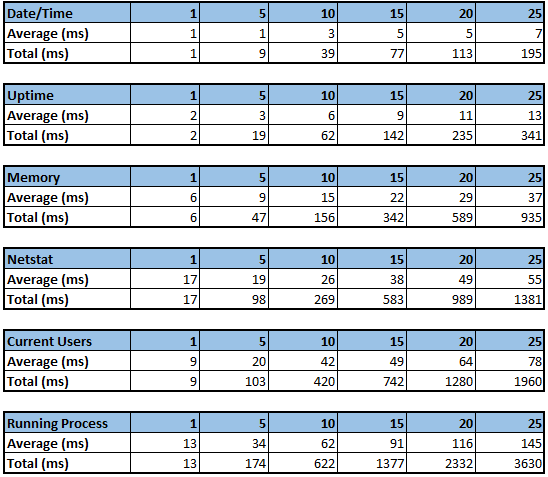 Date/Time 1 5 10 15 20 25
Average (ms) 1 1 3 5 5 7
Total (ms) 1 9 39 77 113 195
Uptime 1 5 10 15 20 25
Average (ms) 2 3 6 9 11 13
Total (ms) 2 19 62 142 235 341
Memory 1 5 10 15 20 25
Average (ms) 6 9 15 22 29 37
Total (ms) 6 47 156 342 589 935
Netstat 1 5 10 15 20 25
Average (ms) 17 19 26 38 49 55
Total (ms) 17 98 269 583 989 1381
Current Users 1 5 10 15 20 25
Average (ms) 9 20 42 49 64 78
Total (ms) 9 103 420 742 1280 1960
Running Process 1 5 10 15 20 25
Average (ms) 13 34 62 91 116 145
Total (ms) 13 174 622 1377 2332 3630